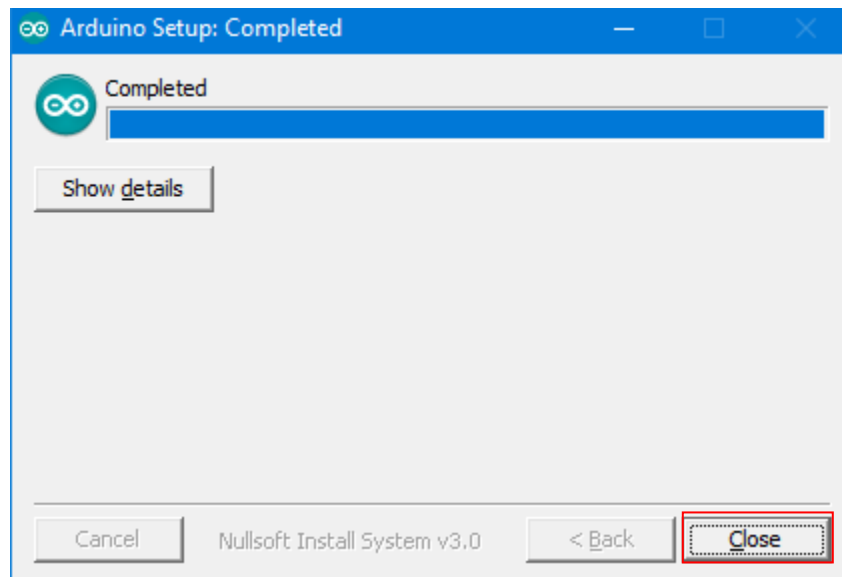 Arduino Setup: Completed
Completed
Show details
Cancel
Nullsoft Install System v3.0
< Back
Close